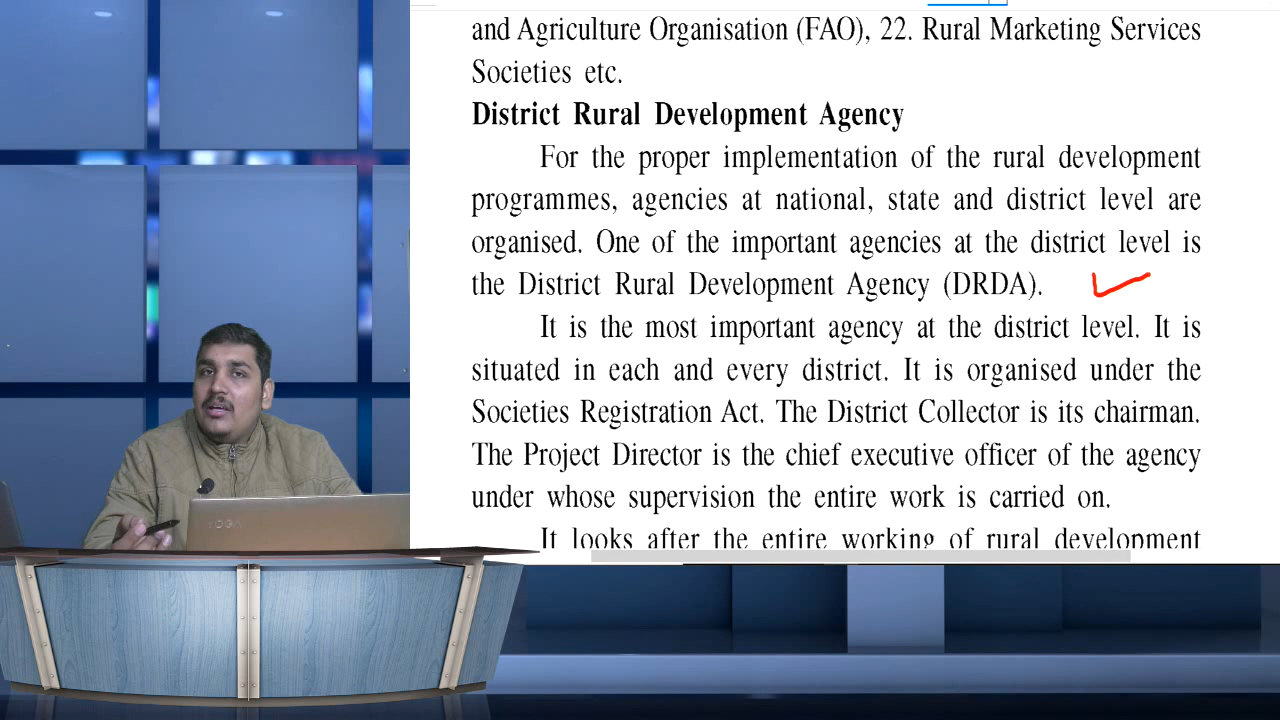 and Agriculture Organisation (FAO), 22. Rural Marketing Services
Societies etc.
District Rural Development Agency
For the proper implementation of the rural development
programmes, agencies at national, state and district level are
organised. One of the important agencies at the district level is
the District Rural Development Agency (DRDA).
It is the most important agency at the district level. It is
situated in each and every district. It is organised under the
Societies Registration Act. The District Collector is its chairman.
The Project Director is the chief executive officer of the agency
under whose supervision the entire work is carried on.
It looks after the entire working of rural development
YOGA